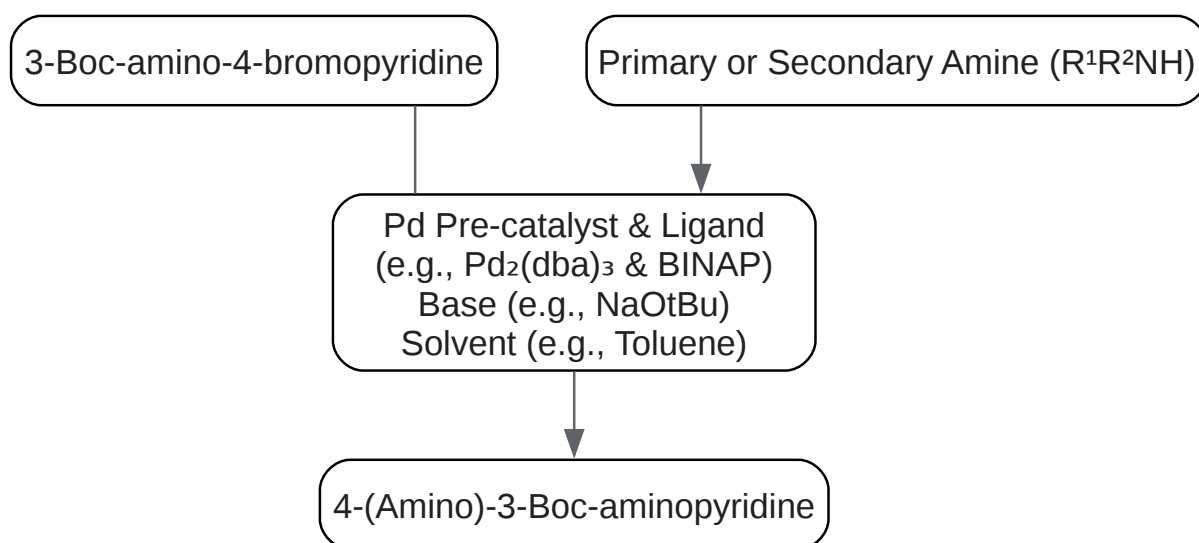 3-Boc-amino-4-bromopyridine
Primary or Secondary Amine (R¹R²NH)
Pd Pre-catalyst & Ligand
(e.g., Pd₂(dba)₃ & BINAP)
Base (e.g., NaOtBu)
Solvent (e.g., Toluene)
4-(Amino)-3-Boc-aminopyridine